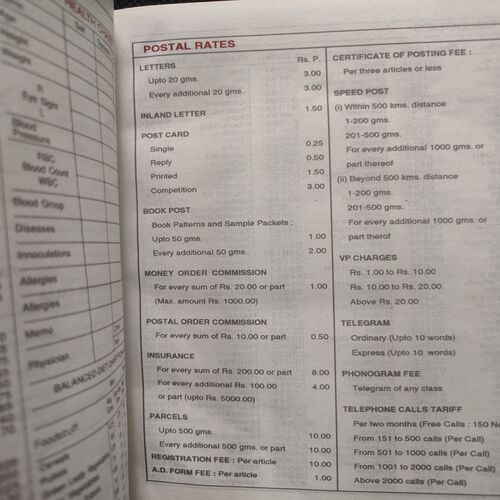 HEALTH CHART
Self
Spouse
Age
Height
Weight
R
Eye Sight
L
Blood
Pressure
RBC
Blood Count
WBC
Blood Group
Diseases
Innoculations
Allergies
Allergies
Memo
Physician
BALANCED DIET
Foodstuff
Cereals
POSTAL RATES
Rs. P.
LETTERS
Upto 20 gms. 3.00
Every additional 20 gms. 3.00
INLAND LETTER 1.50
POST CARD
Single 0.25
Reply 0.50
Printed 1.50
Competition 3.00
BOOK POST
Book Patterns and Sample Packets :
Upto 50 gms. 1.00
Every additional 50 gms. 2.00
MONEY ORDER COMMISSION
For every sum of Rs. 20.00 or part 1.00
(Max. amount Rs. 1000.00)
POSTAL ORDER COMMISSION
For every sum of Rs. 10.00 or part 0.50
INSURANCE
For every sum of Rs. 200.00 or part 8.00
For every additional Rs. 100.00 4.00
or part (upto Rs. 5000.00)
PARCELS
Upto 500 gms. 10.00
Every additional 500 gms. or part 10.00
REGISTRATION FEE : Per article 10.00
A.D. FORM FEE : Per article 1.00
CERTIFICATE OF POSTING FEE :
Per three articles or less
SPEED POST
(i) Within 500 kms. distance
1-200 gms.
201-500 gms.
For every additional 1000 gms. or
part thereof
(ii) Beyond 500 kms. distance
1-200 gms.
201-500 gms.
For every additional 1000 gms. or
part therof
VP CHARGES
Rs. 1.00 to Rs. 10.00
Rs. 10.00 to Rs. 20.00
Above Rs. 20.00
TELEGRAM
Ordinary (Upto 10 words)
Express (Upto 10 words)
PHONOGRAM FEE
Telegram of any class
TELEPHONE CALLS TARIFF
Per two months (Free Calls : 150 N
From 151 to 500 calls (Per Call)
From 501 to 1000 calls (Per Call)
From 1001 to 2000 calls (Per Call)
Above 2000 calls (Per Call)